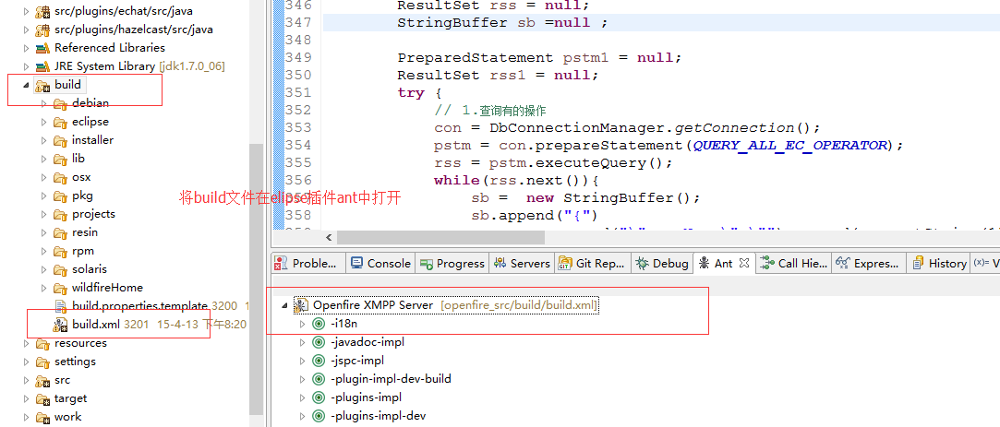 src/plugins/echat/src/java
src/plugins/hazelcast/src/java
Referenced Libraries
JRE System Library [jdk1.7.0_06]
build
debian
eclipse
installer
lib
osx
pkg
projects
resin
rpm
solaris
wildfireHome
build.properties.template 3200 1
build.xml 3201 15-4-13 下午8:20
resources
settings
src
target
work
将build文件在elipse插件ant中打开
346 ResultSet rss = null;
347 StringBuffer sb =null ;
348
349 PreparedStatement pstm1 = null;
350 ResultSet rss1 = null;
351 try {
352 // 1.查询有的操作
353 con = DbConnectionManager.getConnection();
354 pstm = con.prepareStatement(QUERY_ALL_EC_OPERATOR);
355 rss = pstm.executeQuery();
356 while(rss.next()){
357 sb = new StringBuffer();
358 sb.append("{")
Proble... Console Progress Servers Git Rep... Debug Ant Call Hie... Expres... History (x)= V
Openfire XMPP Server [openfire_src/build/build.xml]
-i18n
-javadoc-impl
-jspc-impl
-plugin-impl-dev-build
-plugins-impl
-plugins-impl-dev